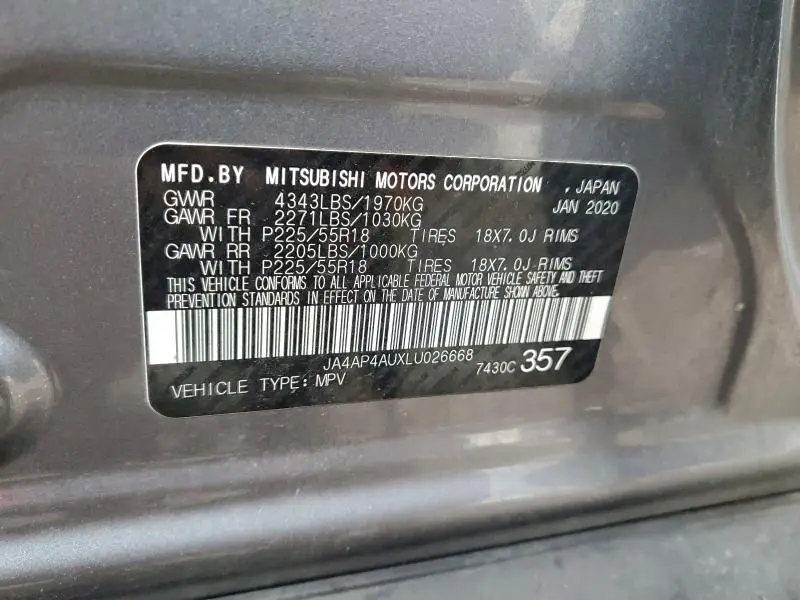 MFD.BY MITSUBISHI MOTORS CORPORATION , JAPAN
GVWR 4343LBS/1970KG JAN 2020
GAWR FR 2271LBS/1030KG
WITH P225/55R18 TIRES 18X7.0J RIMS
GAWR RR 2205LBS/1000KG
WITH P225/55R18 TIRES 18X7.0J RIMS
THIS VEHICLE CONFORMS TO ALL APPLICABLE FEDERAL MOTOR VEHICLE SAFETY AND THEFT
PREVENTION STANDARDS IN EFFECT ON THE DATE OF MANUFACTURE SHOWN ABOVE.
JA4AP4AUXLU026668
VEHICLE TYPE: MPV 7430C 357